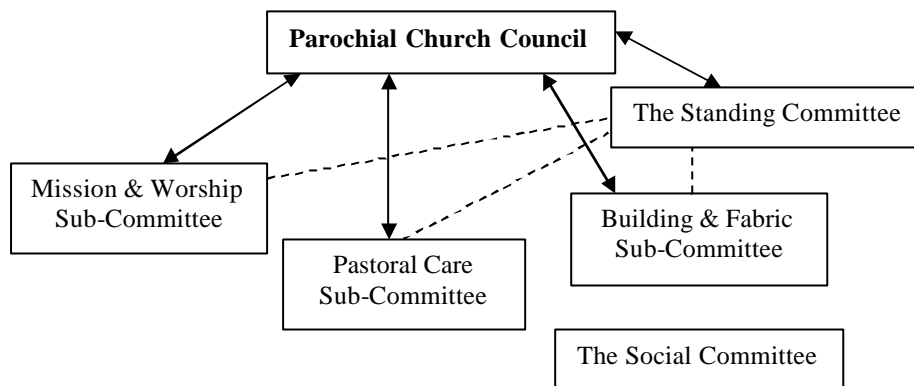 Parochial Church Council
The Standing Committee
Mission & Worship
Sub-Committee
Building & Fabric
Sub-Committee
Pastoral Care
Sub-Committee
The Social Committee